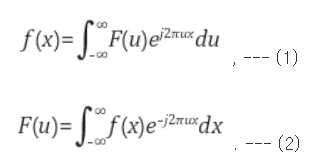 f(x)=∫_{-∞}^{∞}F(u)e^{j2πux}du , --- (1)
F(u)=∫_{-∞}^{∞}f(x)e^{-j2πux}dx . --- (2)